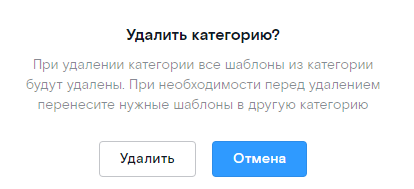 Удалить категорию?
При удалении категории все шаблоны из категории
будут удалены. При необходимости перед удалением
перенесите нужные шаблоны в другую категорию
Удалить
Отмена